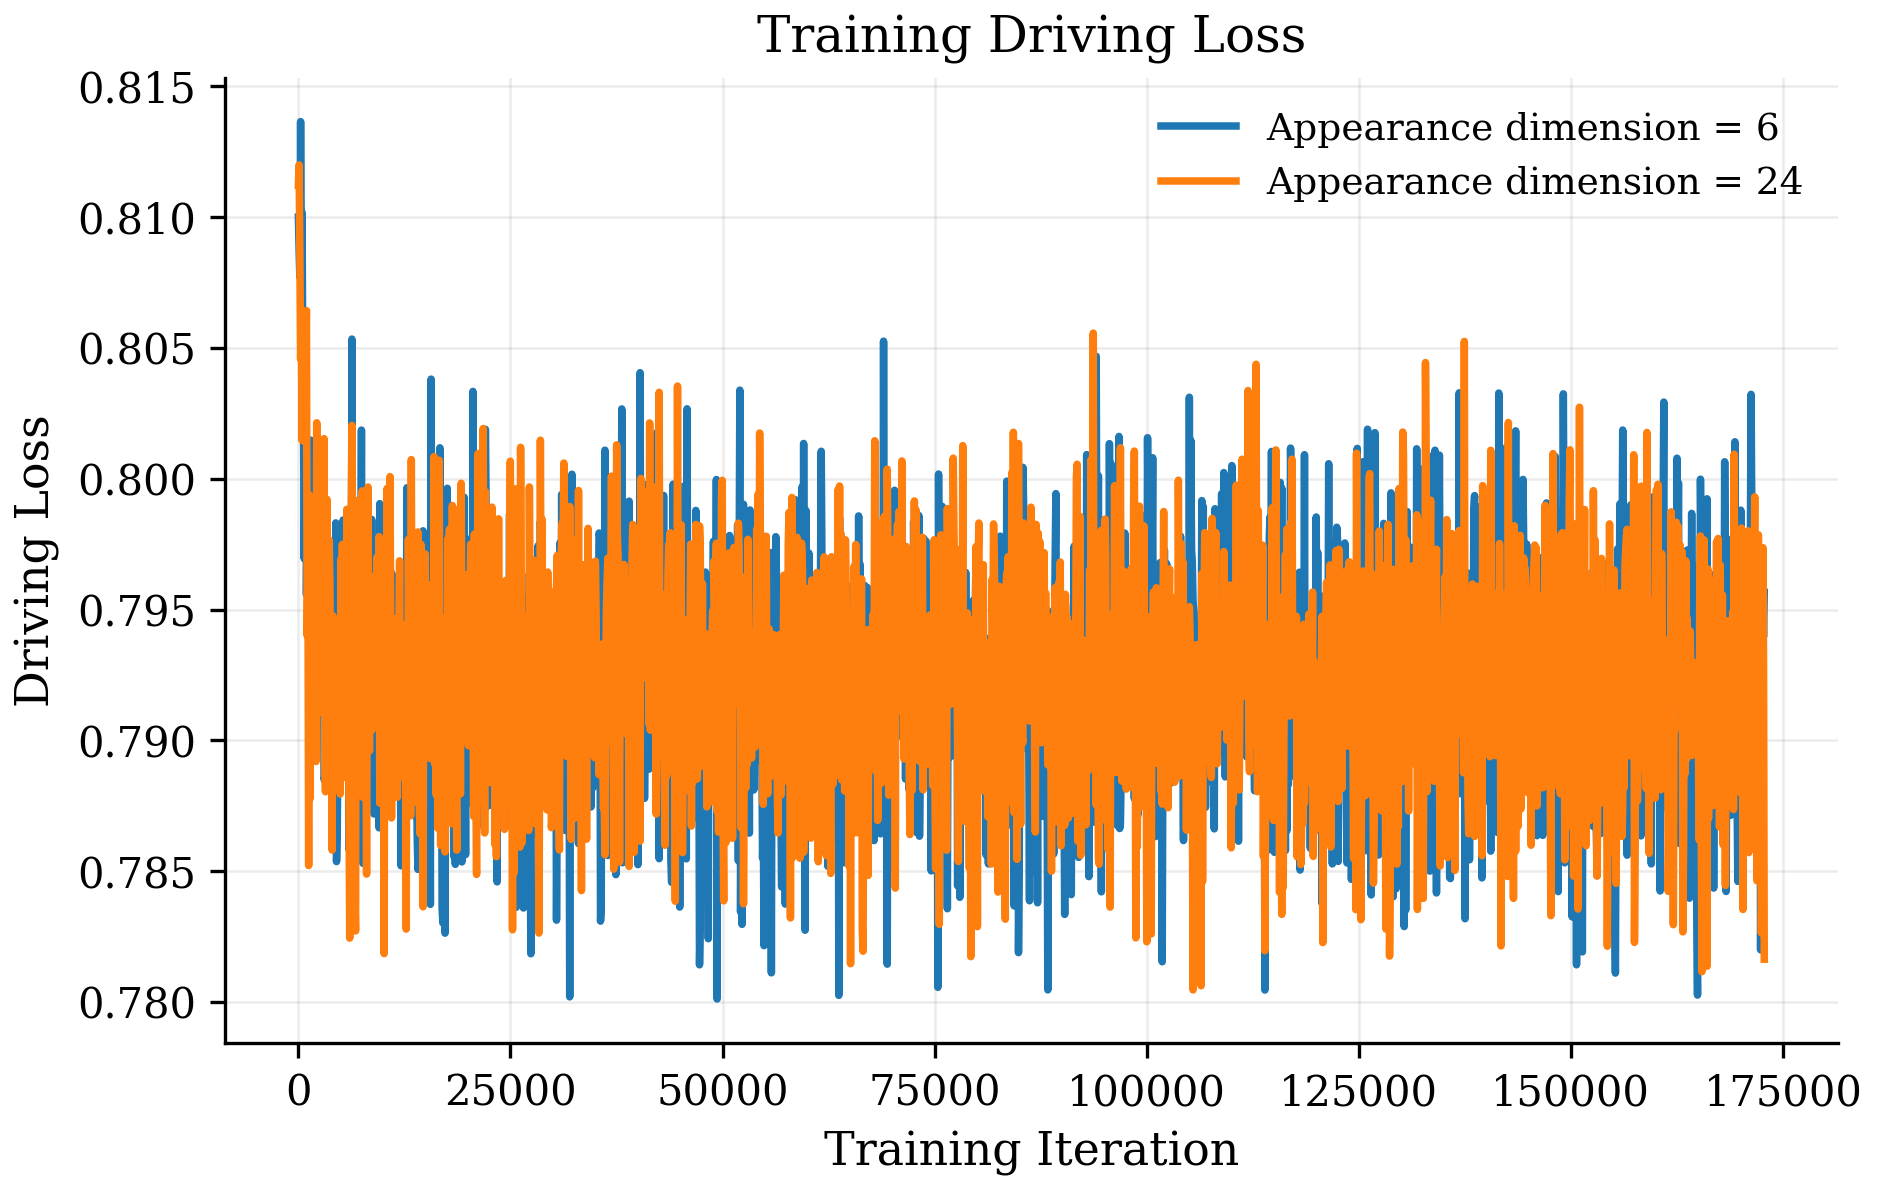 Training Driving Loss
0.815
0.810
0.805
0.800
0.795
0.790
0.785
0.780
Driving Loss
Appearance dimension = 6
Appearance dimension = 24
0 25000 50000 75000 100000 125000 150000 175000
Training Iteration